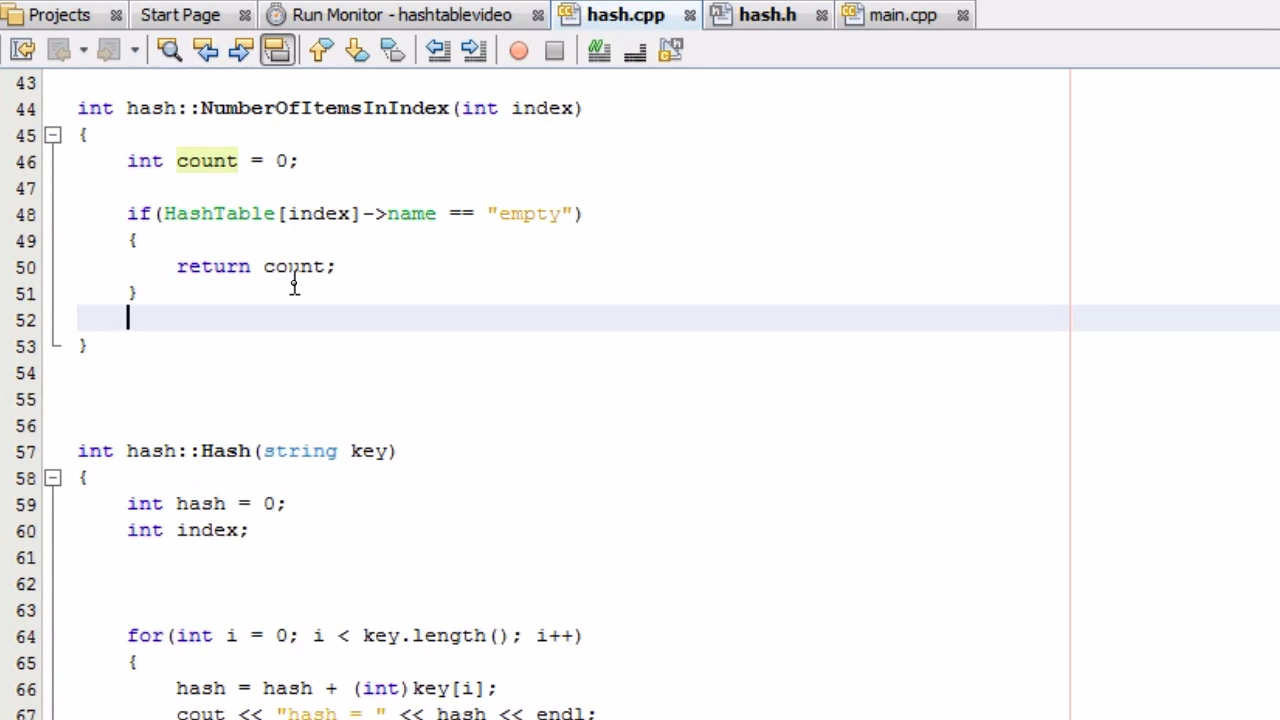 Projects Start Page Run Monitor - hashtablevideo hash.cpp hash.h main.cpp
43
44 int hash::NumberOfItemsInIndex(int index)
45 {
46 int count = 0;
47
48 if(HashTable[index]->name == "empty")
49 {
50 return count;
51 }
52
53 }
54
55
56
57 int hash::Hash(string key)
58 {
59 int hash = 0;
60 int index;
61
62
63
64 for(int i = 0; i < key.length(); i++)
65 {
66 hash = hash + (int)key[i];
67 cout << "hash = " << hash << endl;